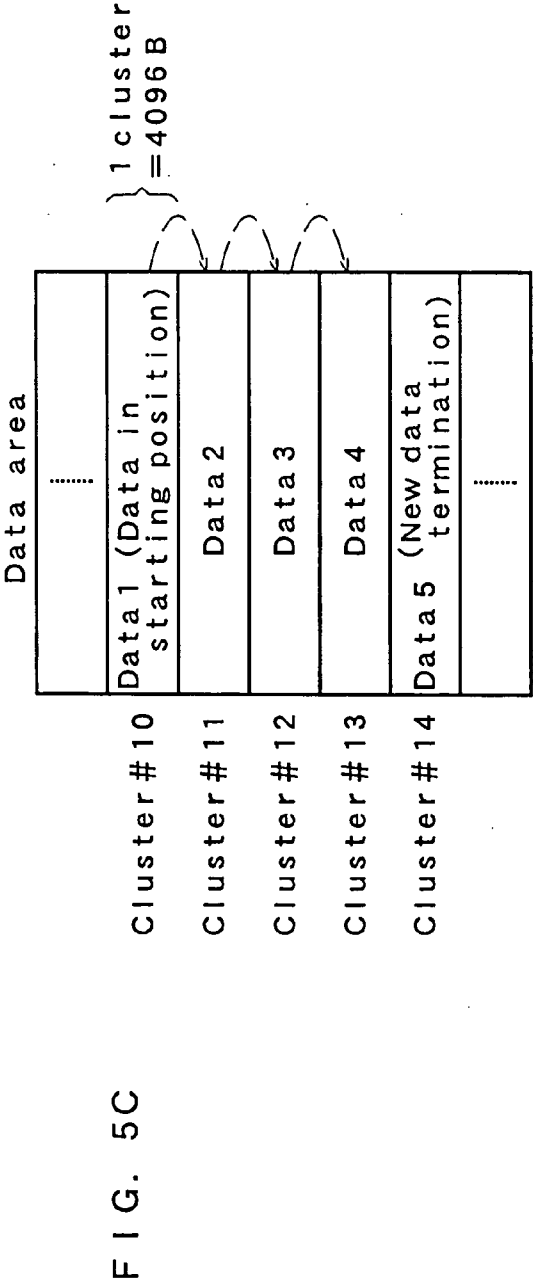 FIG. 5C
Data area
........
Cluster#10
Data1 (Data in
starting position)
1 cluster
=4096B
Cluster#11
Data2
Cluster#12
Data3
Cluster#13
Data4
Cluster#14
Data5 (New data
termination)
........